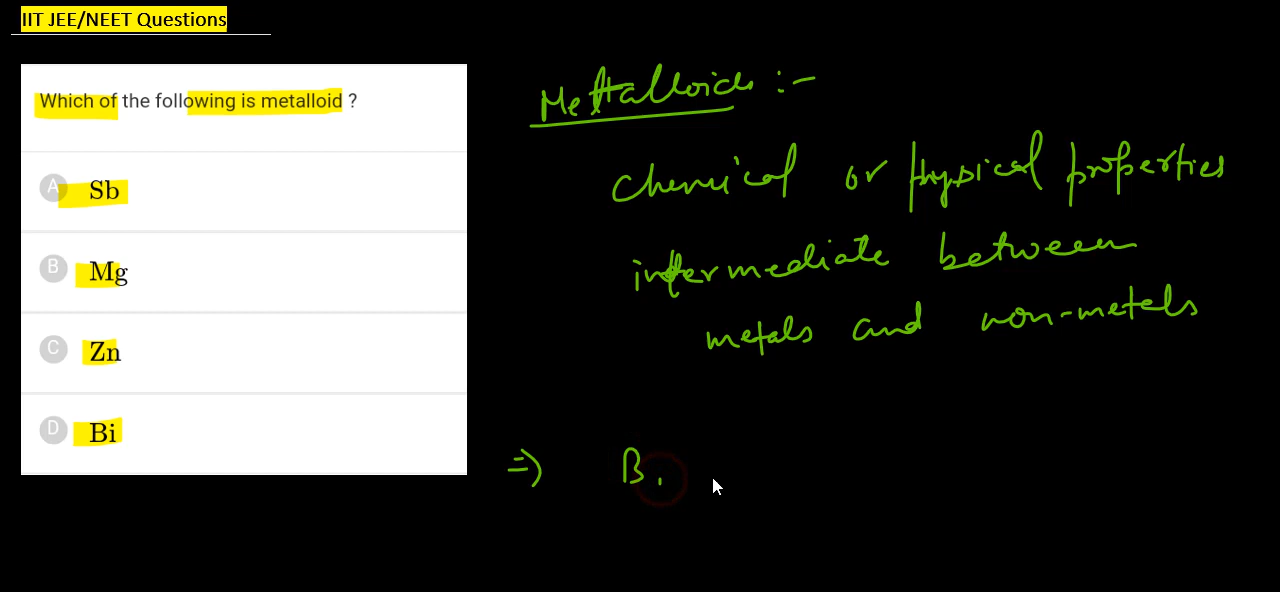 IIT JEE/NEET Questions
Which of the following is metalloid ?
A Sb
B Mg
C Zn
D Bi
Mettalloids :-
Chemical or physical properties
intermediate between
metals and non-metals
⇒ B.